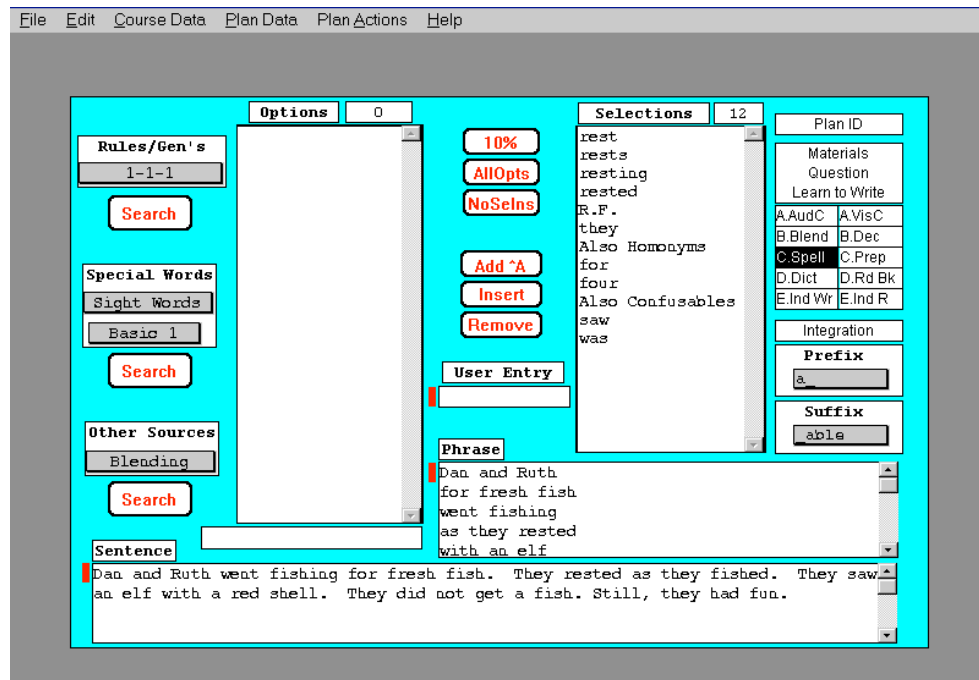 File Edit Course Data Plan Data Plan Actions Help
Options 0
Rules/Gen's
1-1-1
Search
Special Words
Sight Words
Basic 1
Search
Other Sources
Blending
Search
10%
AllOpts
NoSelns
Add ^A
Insert
Remove
User Entry
Selections 12
rest
rests
resting
rested
R.F.
they
Also Homonyms
for
four
Also Confusables
saw
was
Plan ID
Materials
Question
Learn to Write
A.AudC A.VisC
B.Blend B.Dec
C.Spell C.Prep
D.Dict D.Rd Bk
E.Ind Wr E.Ind R
Integration
Prefix
a_
Suffix
_able
Phrase
Dan and Ruth
for fresh fish
went fishing
as they rested
with an elf
Sentence
Dan and Ruth went fishing for fresh fish. They rested as they fished. They saw
an elf with a red shell. They did not get a fish. Still, they had fun.